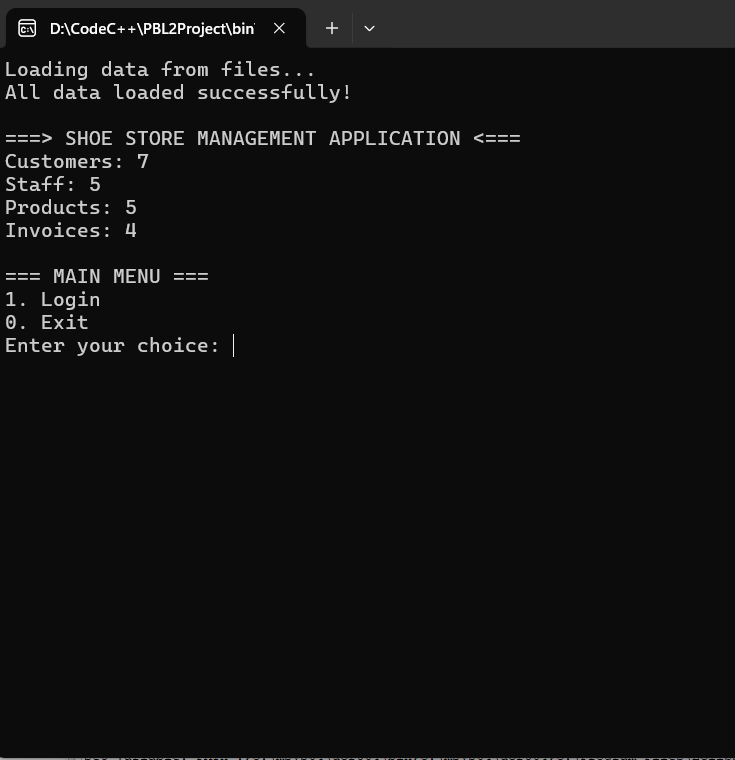 D:\CodeC++\PBL2Project\bin
Loading data from files...
All data loaded successfully!
===> SHOE STORE MANAGEMENT APPLICATION <===
Customers: 7
Staff: 5
Products: 5
Invoices: 4
=== MAIN MENU ===
1. Login
0. Exit
Enter your choice: